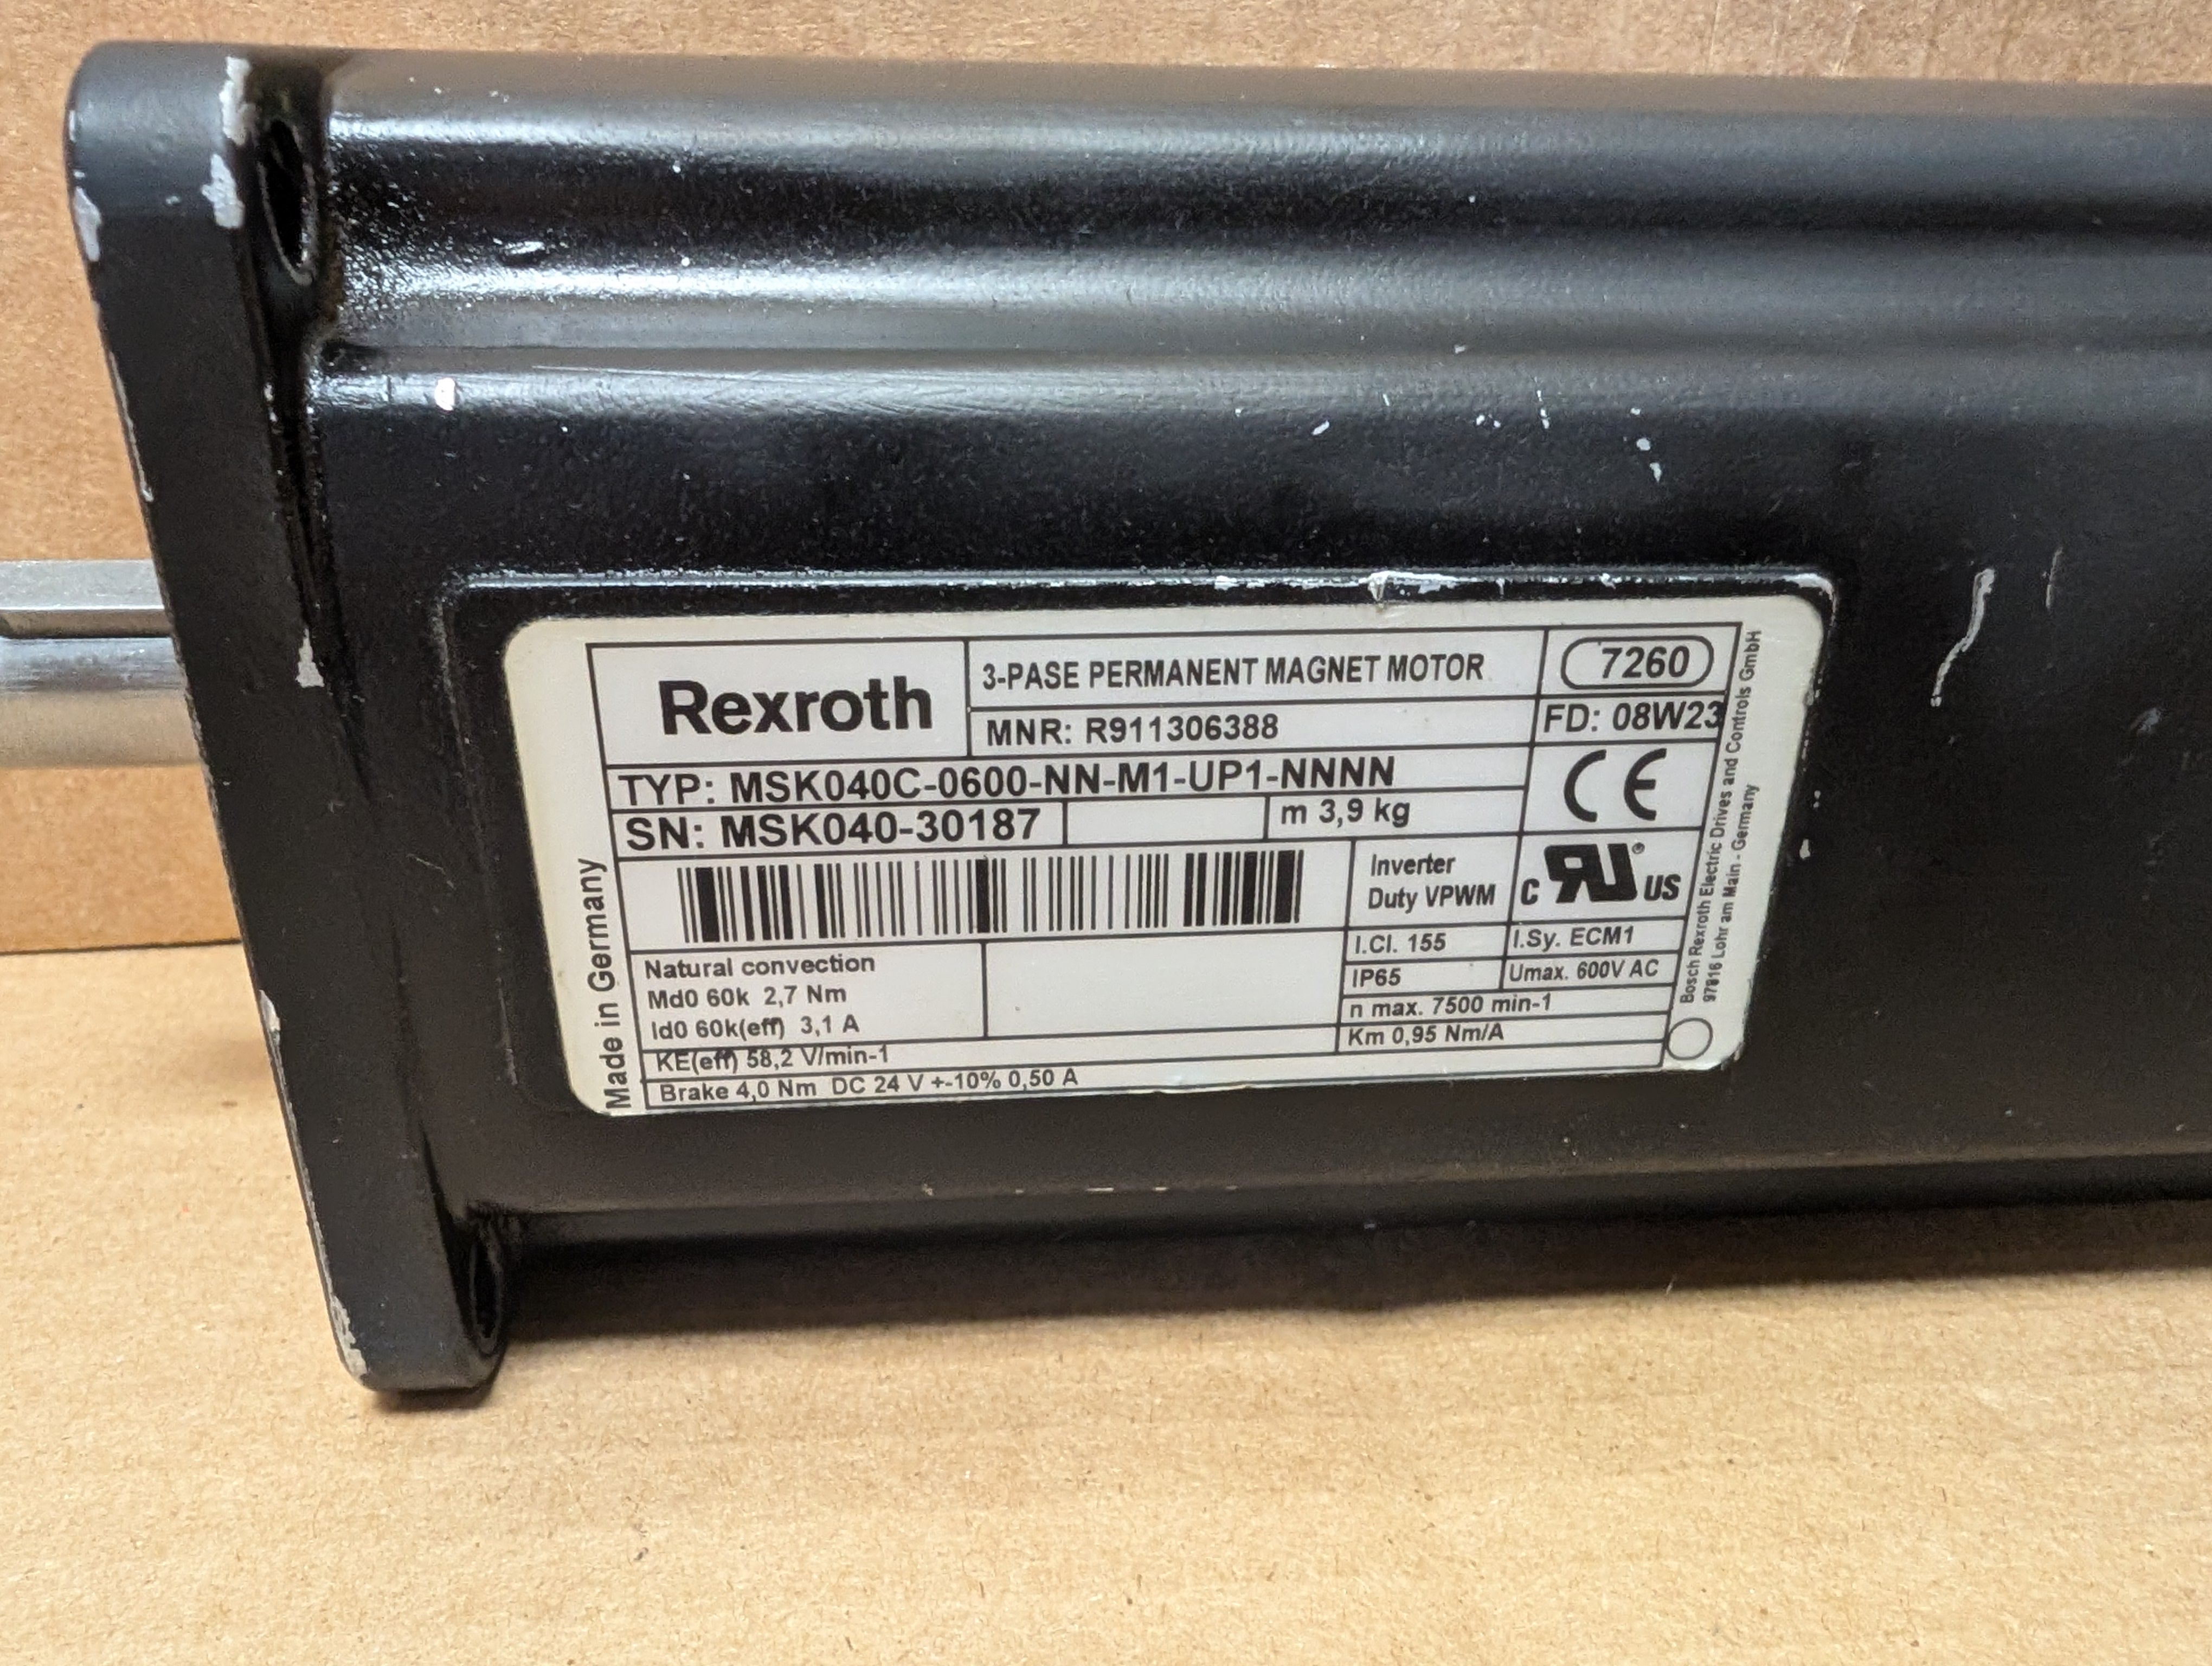 Rexroth
3-PASE PERMANENT MAGNET MOTOR
7260
MNR: R911306388
FD: 08W23
TYP: MSK040C-0600-NN-M1-UP1-NNNN
SN: MSK040-30187
m 3,9 kg
CE
Inverter
Duty VPWM
c RU ® US
Natural convection
Md0 60k 2,7 Nm
Id0 60k(eff) 3,1 A
I.Cl. 155
I.Sy. ECM1
IP65
Umax. 600V AC
n max. 7500 min-1
Km 0,95 Nm/A
KE(eff) 58,2 V/min-1
Brake 4,0 Nm DC 24 V +-10% 0,50 A
Made in Germany
Bosch Rexroth Electric Drives and Controls GmbH
97816 Lohr am Main - Germany